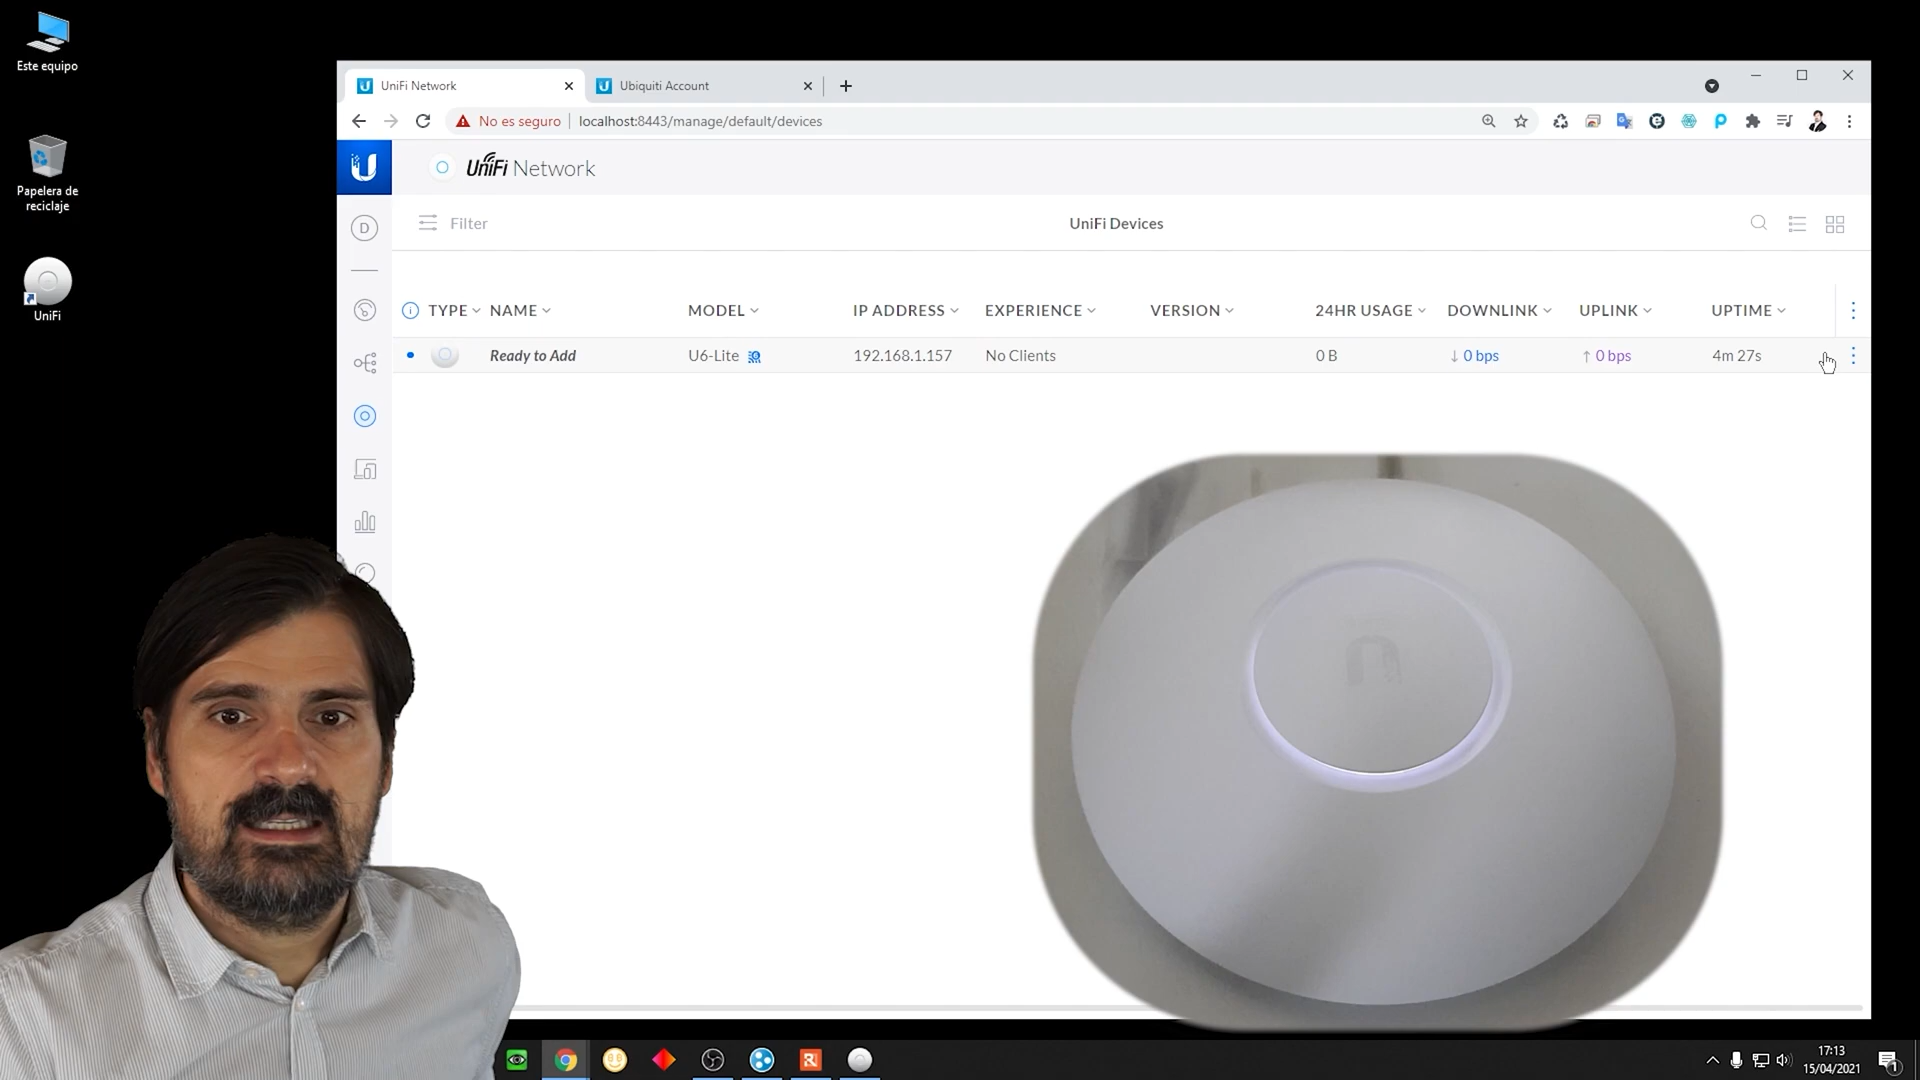 Este equipo
Papelera de
reciclaje
UniFi
UniFi Network
Ubiquiti Account
No es seguro
localhost:8443/manage/default/devices
UniFi Network
Filter
UniFi Devices
D
TYPE NAME MODEL IP ADDRESS EXPERIENCE VERSION 24HR USAGE DOWNLINK UPLINK UPTIME
Ready to Add U6-Lite 192.168.1.157 No Clients 0 B ↓ 0 bps ↑ 0 bps 4m 27s
17:13
15/04/2021
1